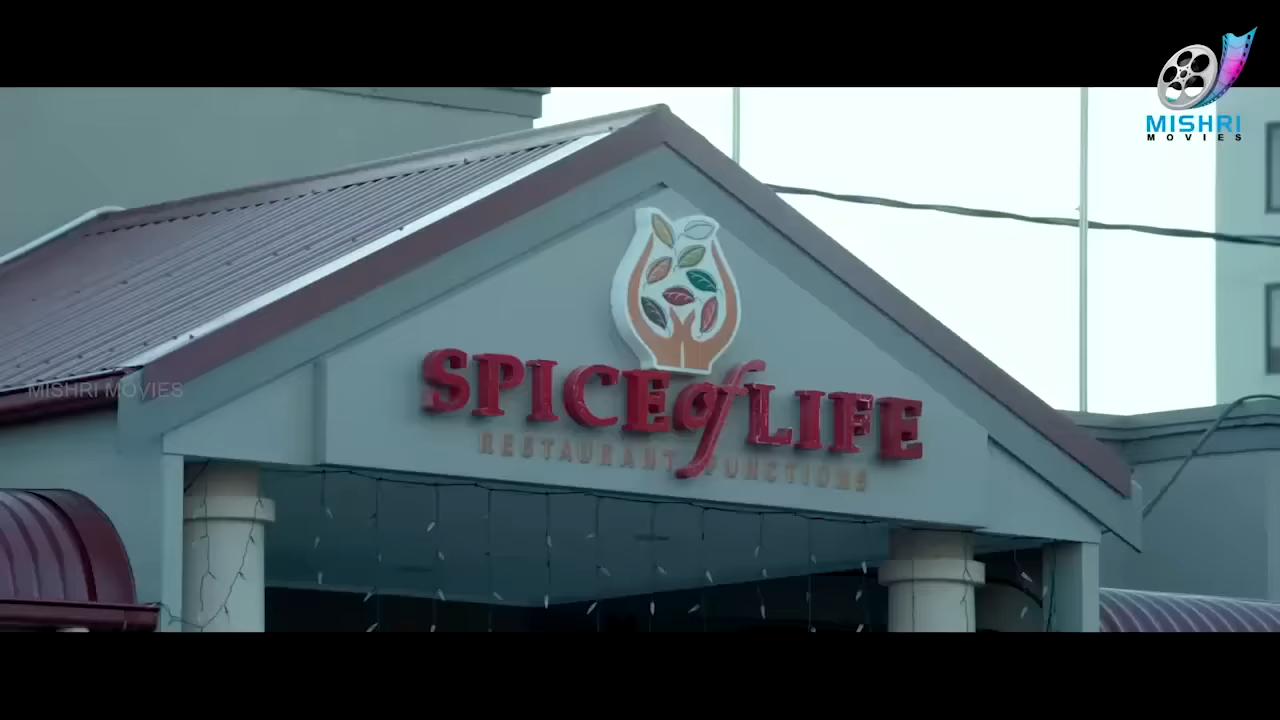 MISHRI
MOVIES
MISHRI MOVIES
SPICE of LIFE
RESTAURANT FUNCTIONS